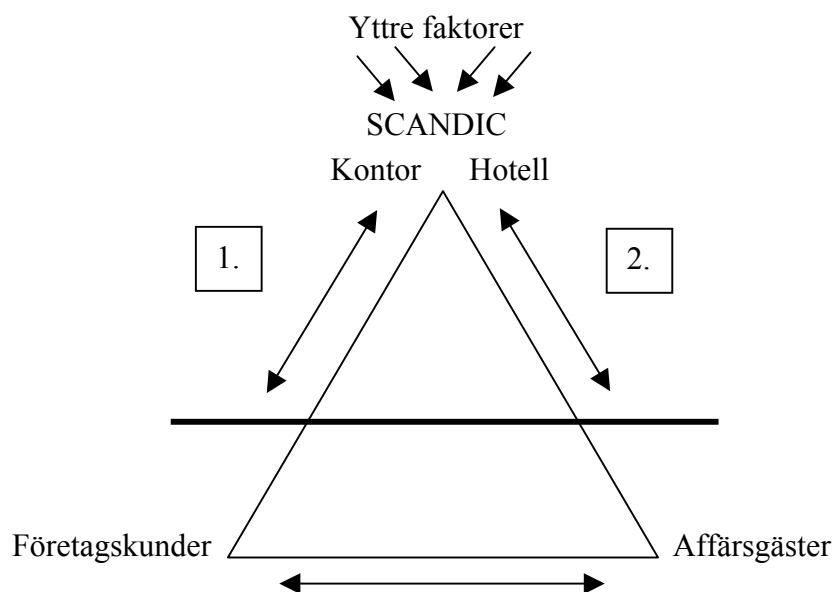 Yttre faktorer
SCANDIC
Kontor Hotell
1.
2.
Företagskunder
Affärsgäster